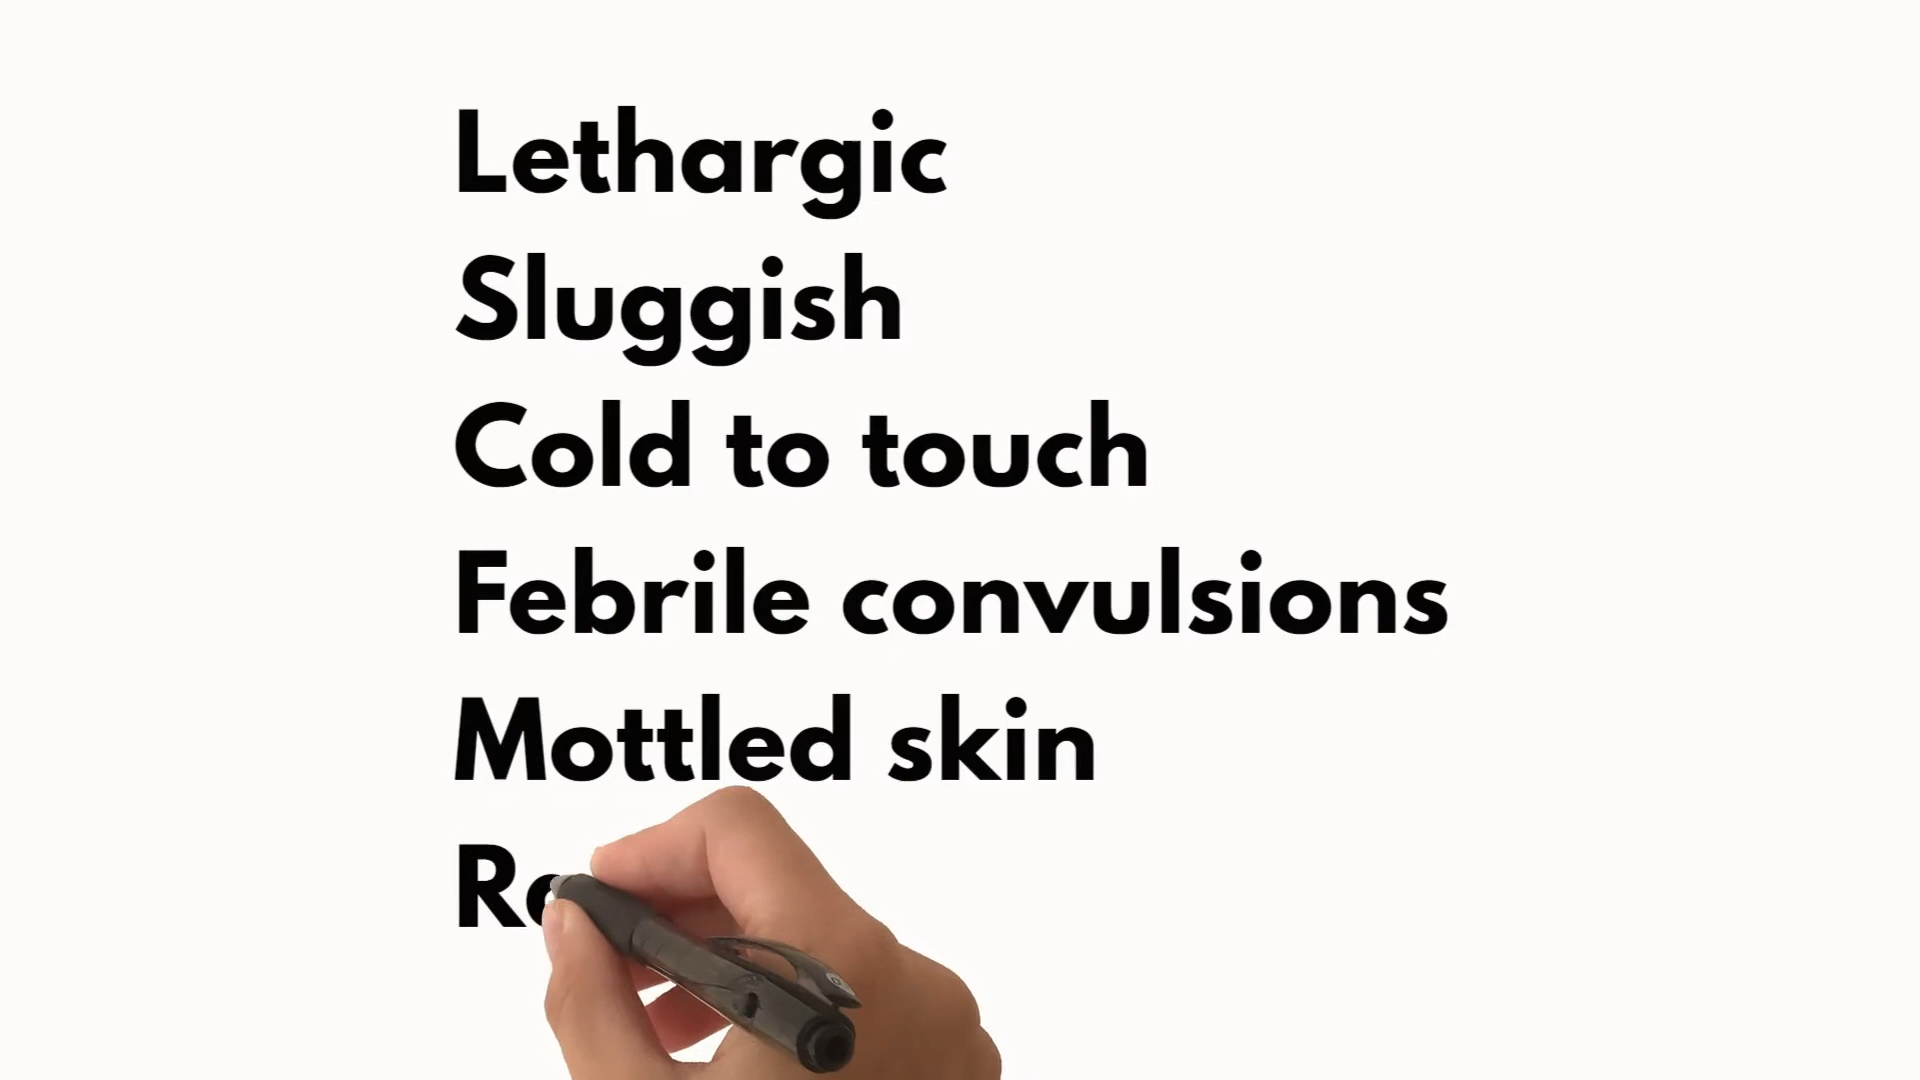 Lethargic
Sluggish
Cold to touch
Febrile convulsions
Mottled skin